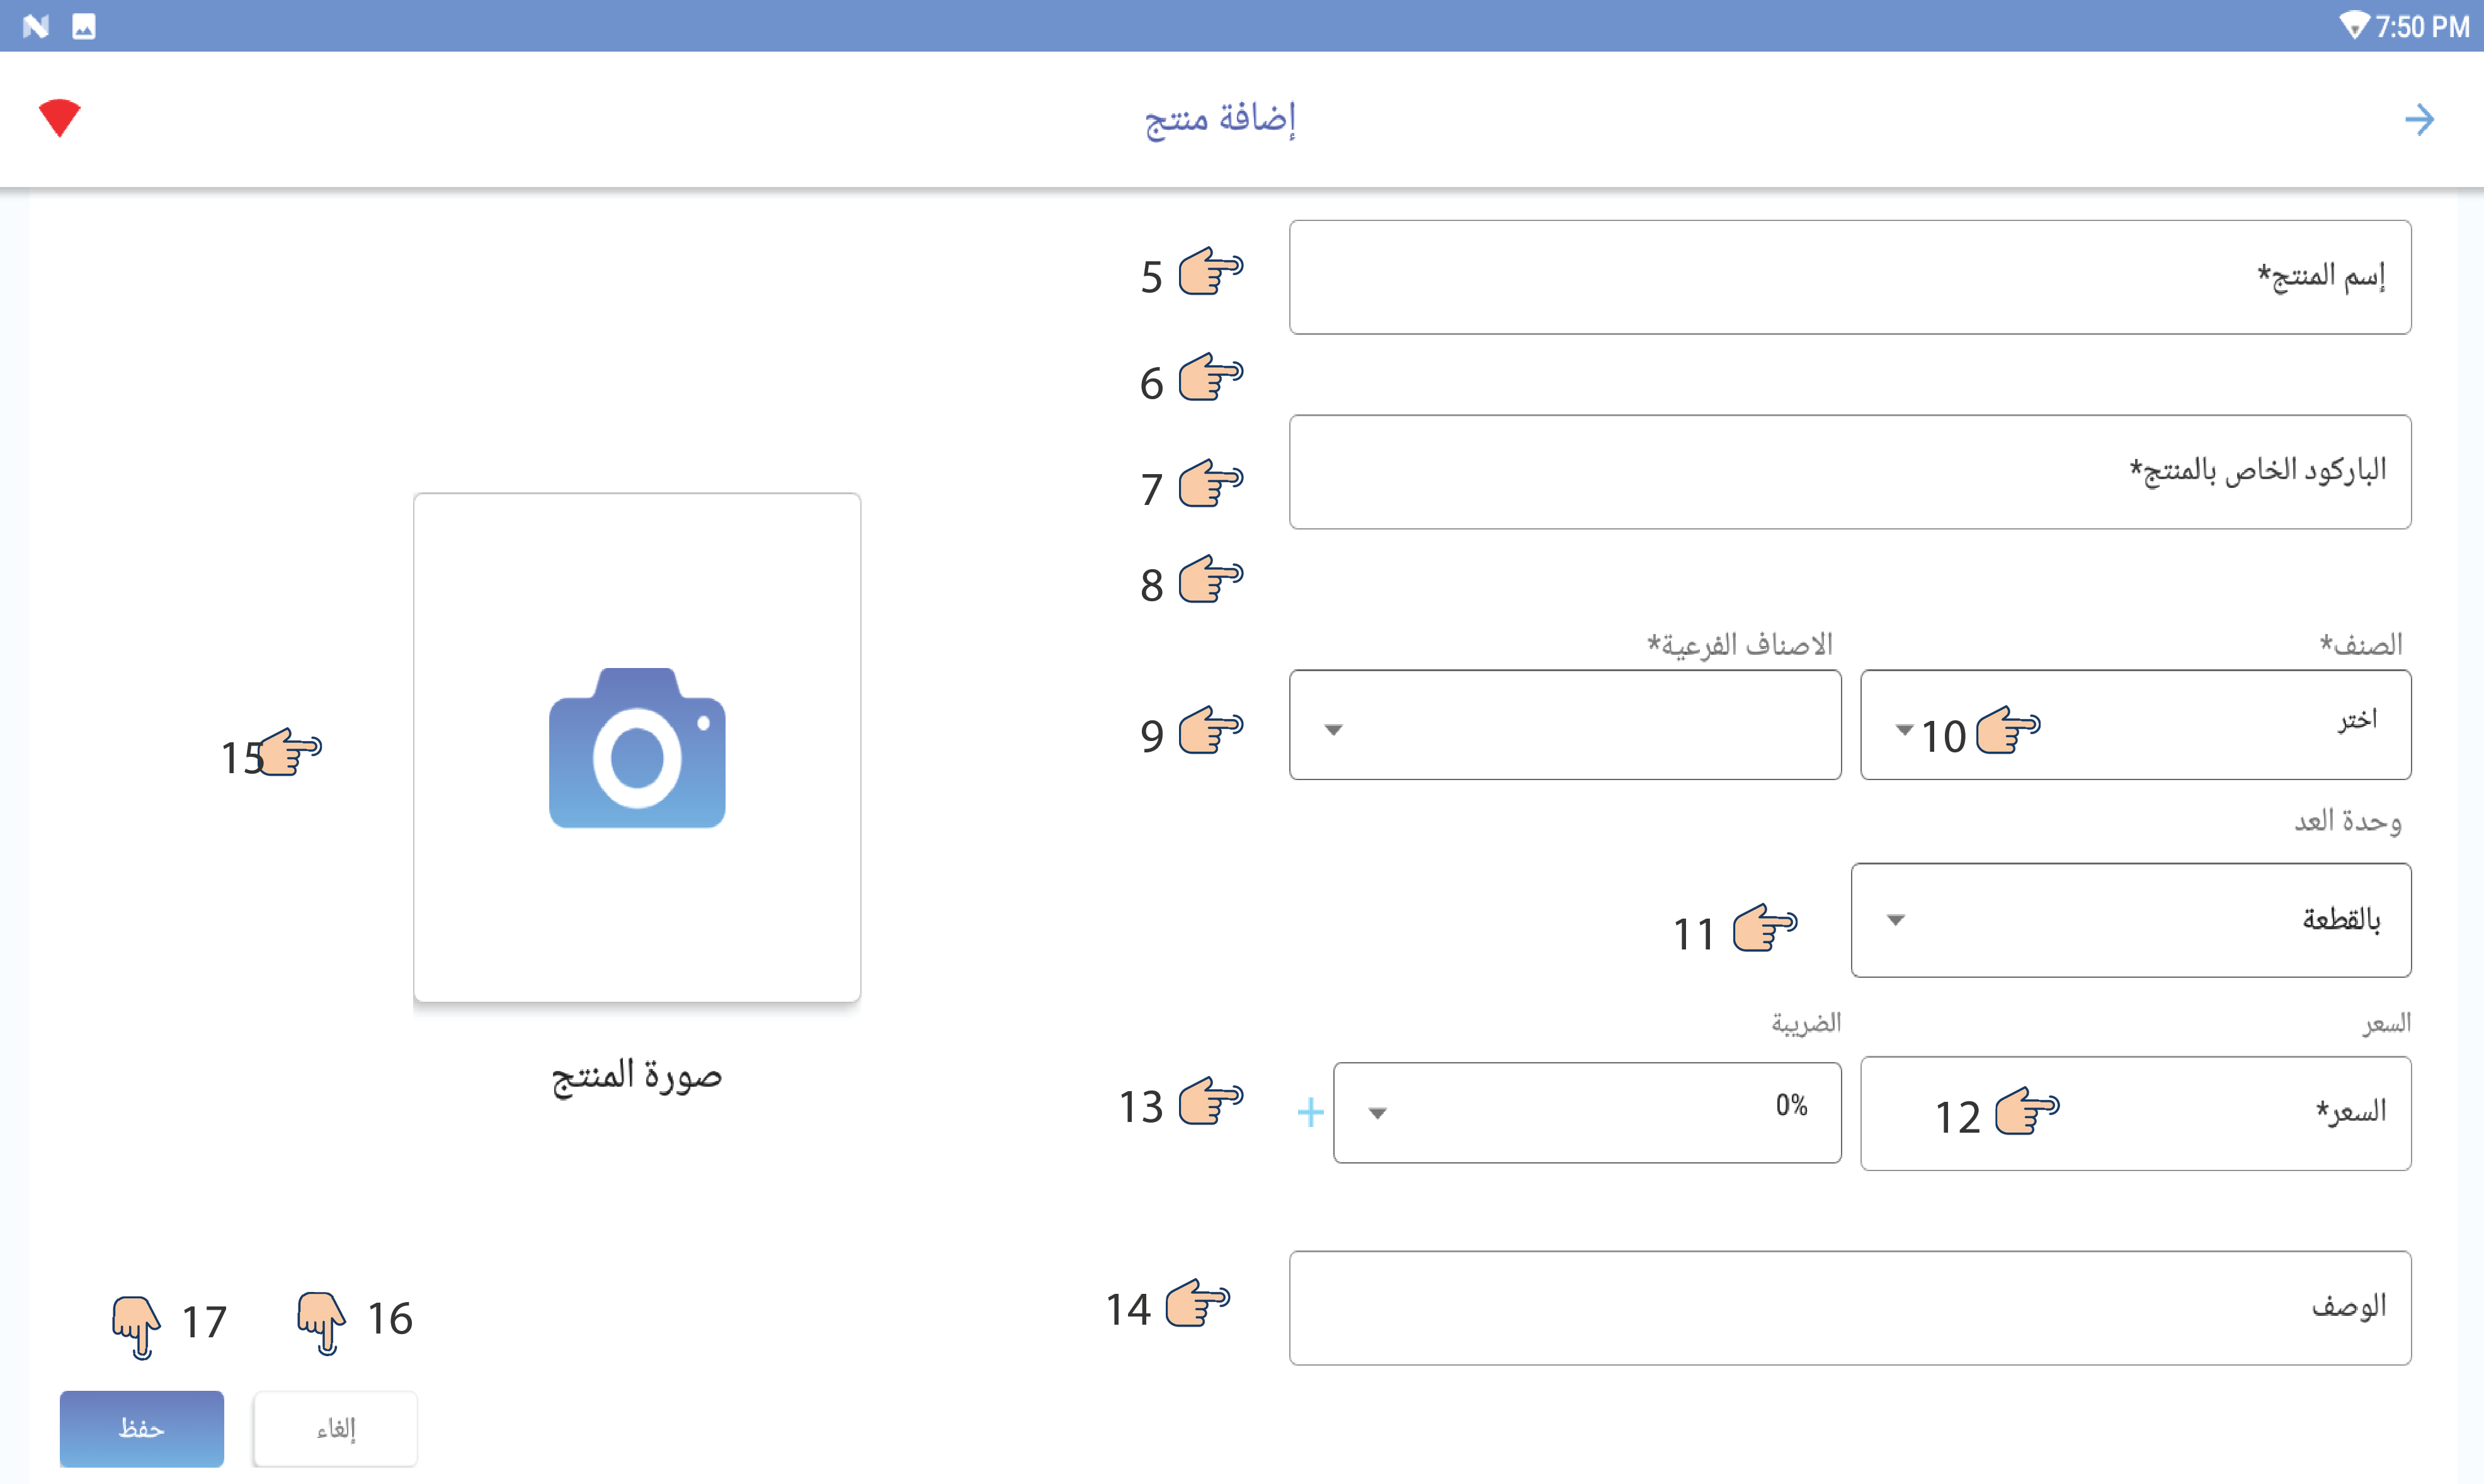 7:50 PM
إضافة منتج
إسم المنتج*
5
6
الباركود الخاص بالمنتج*
7
8
الصنف*
الاصناف الفرعية*
اختر
10
9
15
وحدة العد
بالقطعة
11
السعر
الضريبة
السعر*
12
0%
+
13
صورة المنتج
الوصف
14
16
17
إلغاء
حفظ